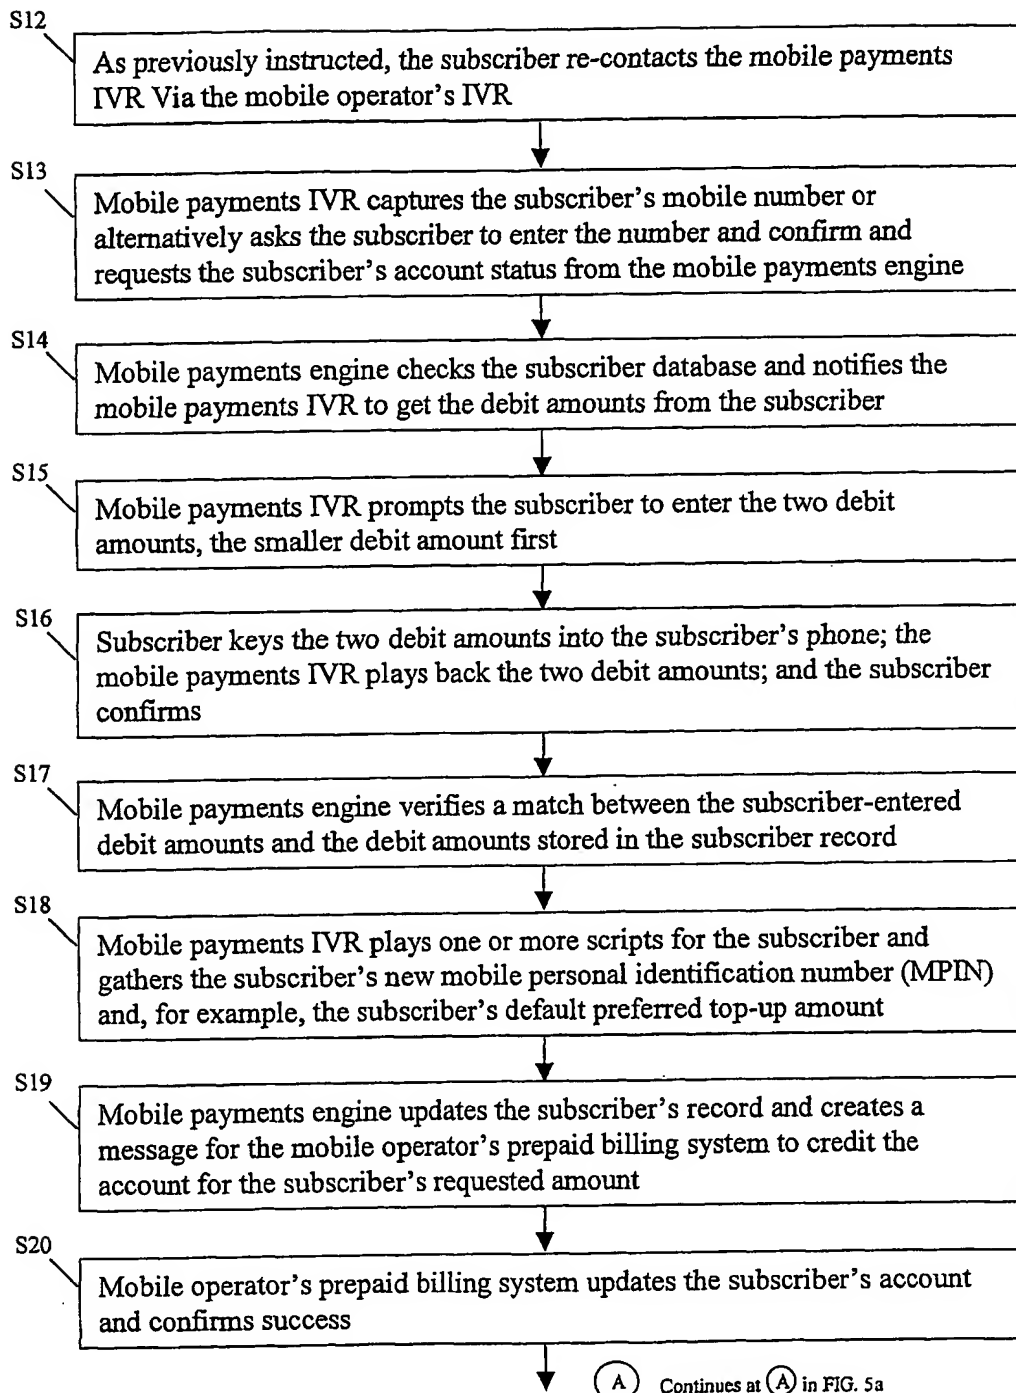 S12
As previously instructed, the subscriber re-contacts the mobile payments
IVR Via the mobile operator's IVR
S13
Mobile payments IVR captures the subscriber's mobile number or
alternatively asks the subscriber to enter the number and confirm and
requests the subscriber's account status from the mobile payments engine
S14
Mobile payments engine checks the subscriber database and notifies the
mobile payments IVR to get the debit amounts from the subscriber
S15
Mobile payments IVR prompts the subscriber to enter the two debit
amounts, the smaller debit amount first
S16
Subscriber keys the two debit amounts into the subscriber's phone; the
mobile payments IVR plays back the two debit amounts; and the subscriber
confirms
S17
Mobile payments engine verifies a match between the subscriber-entered
debit amounts and the debit amounts stored in the subscriber record
S18
Mobile payments IVR plays one or more scripts for the subscriber and
gathers the subscriber's new mobile personal identification number (MPIN)
and, for example, the subscriber's default preferred top-up amount
S19
Mobile payments engine updates the subscriber's record and creates a
message for the mobile operator's prepaid billing system to credit the
account for the subscriber's requested amount
S20
Mobile operator's prepaid billing system updates the subscriber's account
and confirms success
A Continues at A in FIG. 5a